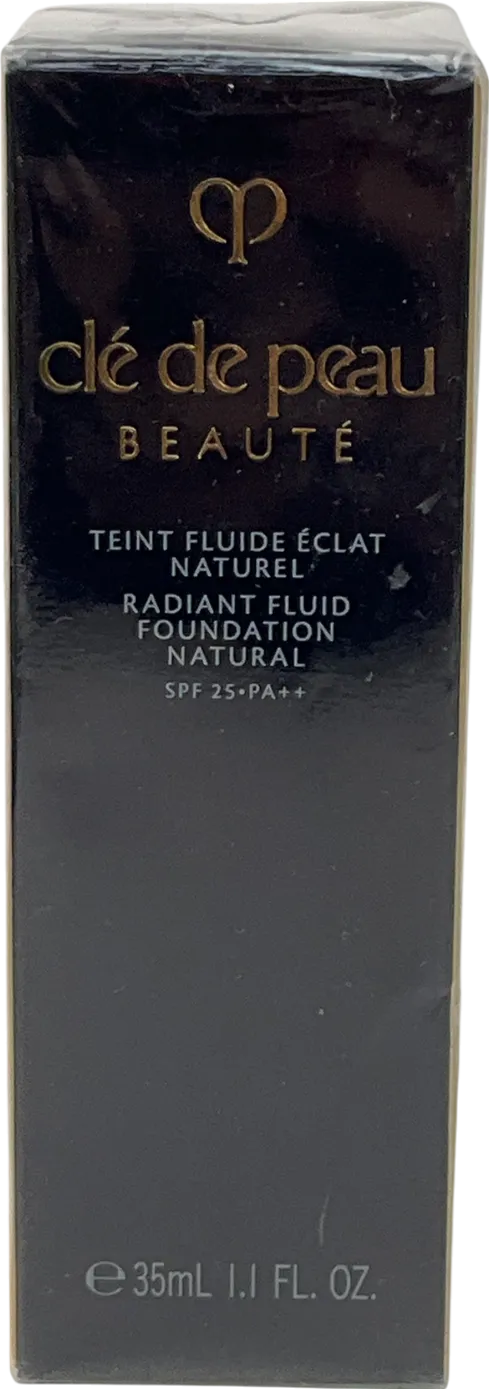 clé de peau
BEAUTÉ
TEINT FLUIDE ÉCLAT
NATUREL
RADIANT FLUID
FOUNDATION
NATURAL
SPF 25•PA++
℮35mL 1.1 FL. OZ.